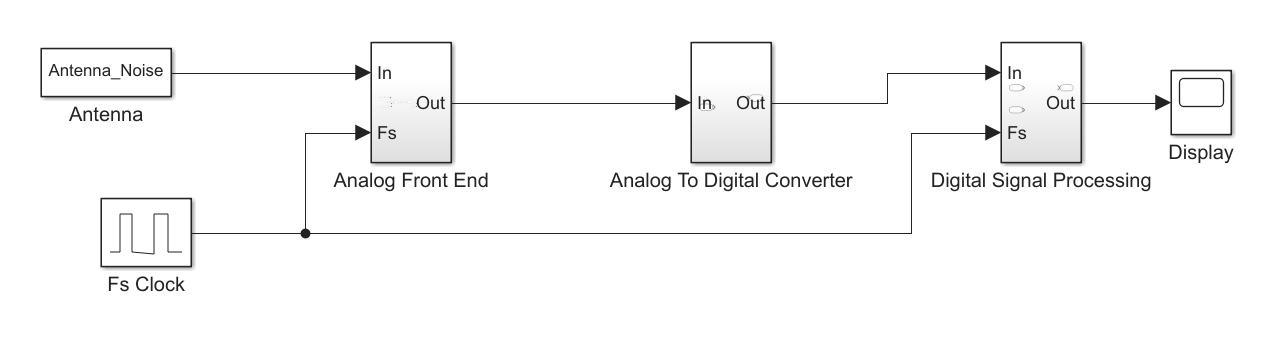 Antenna_Noise
Antenna
In
Fs
Out
Analog Front End
In
Out
Analog To Digital Converter
In
Fs
Out
Digital Signal Processing
Display
Fs Clock